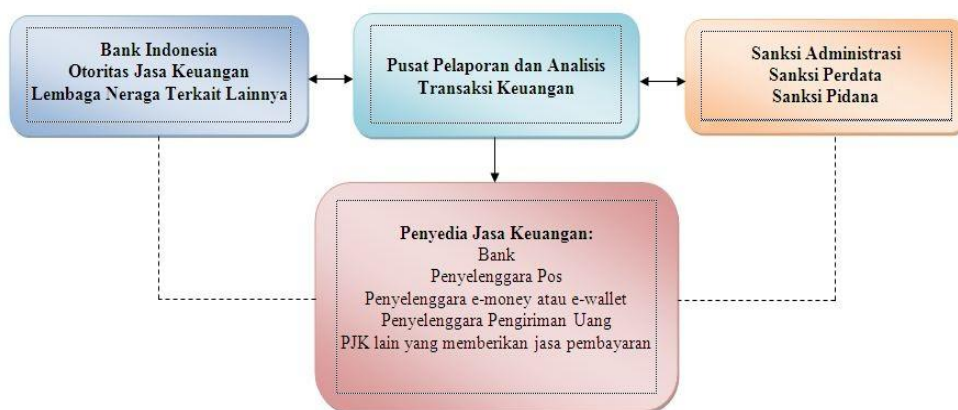 Bank Indonesia
Otoritas Jasa Keuangan
Lembaga Neraga Terkait Lainnya
Pusat Pelaporan dan Analisis
Transaksi Keuangan
Sanksi Administrasi
Sanksi Perdata
Sanksi Pidana
Penyedia Jasa Keuangan:
Bank
Penyelenggara Pos
Penyelenggara e-money atau e-wallet
Penyelenggara Pengiriman Uang
PJK lain yang memberikan jasa pembayaran